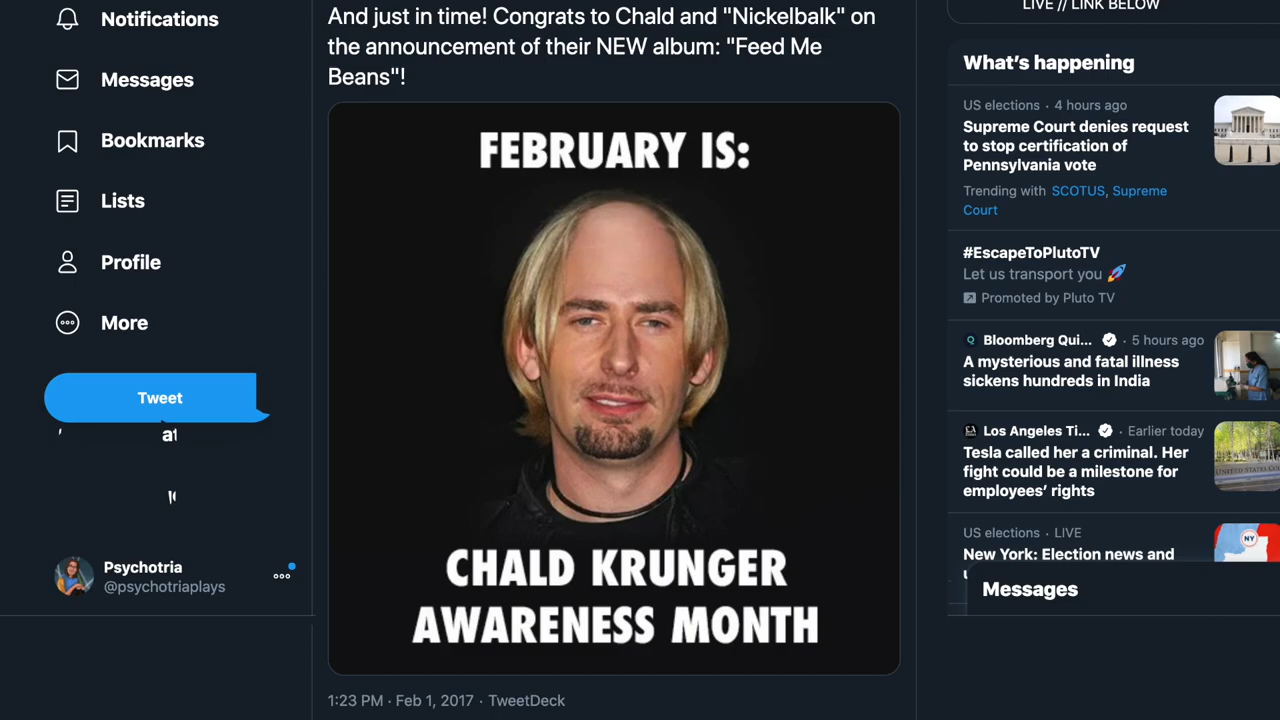 Notifications
Messages
Bookmarks
Lists
Profile
More
Tweet
Psychotria
@psychotriaplays
And just in time! Congrats to Chald and "Nickelbalk" on
the announcement of their NEW album: "Feed Me
Beans"!
FEBRUARY IS:
CHALD KRUNGER
AWARENESS MONTH
1:23 PM · Feb 1, 2017 · TweetDeck
LIVE // LINK BELOW
What's happening
US elections · 4 hours ago
Supreme Court denies request
to stop certification of
Pennsylvania vote
Trending with SCOTUS, Supreme
Court
#EscapeToPlutoTV
Let us transport you 🚀
Promoted by Pluto TV
Bloomberg Qui... · 5 hours ago
A mysterious and fatal illness
sickens hundreds in India
Los Angeles Ti... · Earlier today
Tesla called her a criminal. Her
fight could be a milestone for
employees' rights
US elections · LIVE
New York: Election news and
NY
Messages